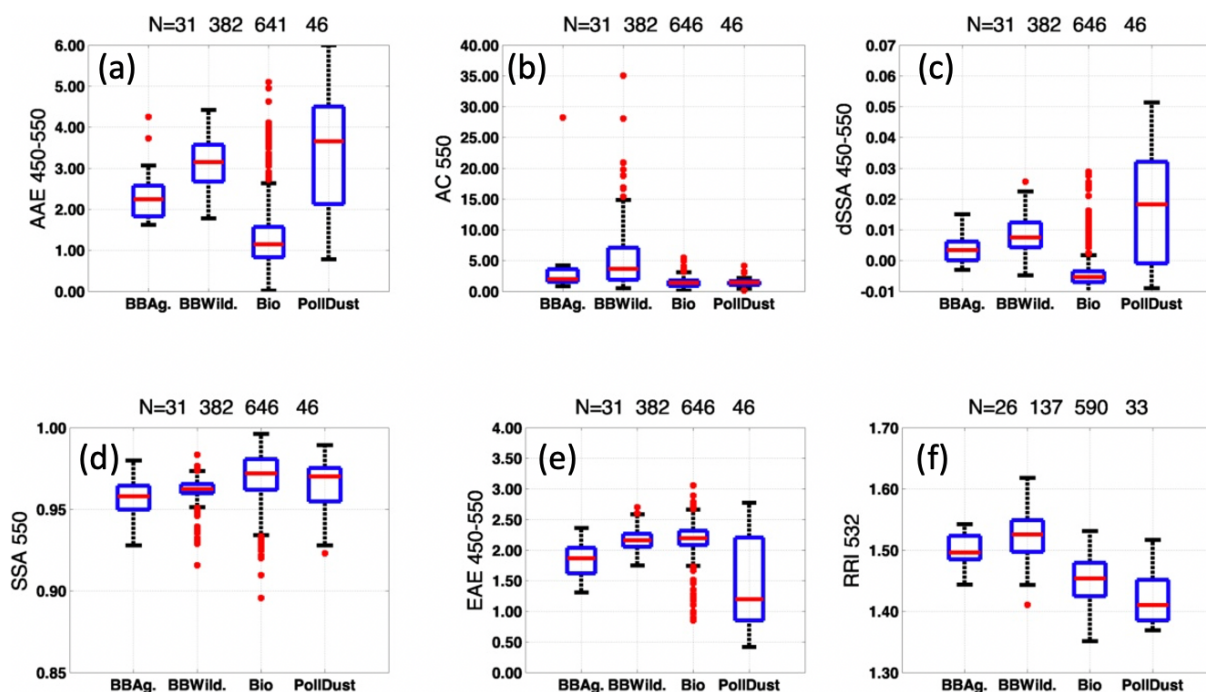 N=31 382 641 46
(a)
AAE 450-550
6.00
5.00
4.00
3.00
2.00
1.00
0.00
BBAg. BBWild. Bio PollDust
N=31 382 646 46
(b)
AC 550
40.00
35.00
30.00
25.00
20.00
15.00
10.00
5.00
0.00
BBAg. BBWild. Bio PollDust
N=31 382 646 46
(c)
dSSA 450-550
0.07
0.06
0.05
0.04
0.03
0.02
0.01
0.00
-0.01
BBAg. BBWild. Bio PollDust
N=31 382 646 46
(d)
SSA 550
1.00
0.95
0.90
0.85
BBAg. BBWild. Bio PollDust
N=31 382 646 46
(e)
EAE 450-550
4.00
3.50
3.00
2.50
2.00
1.50
1.00
0.50
0.00
BBAg. BBWild. Bio PollDust
N=26 137 590 33
(f)
RRI 532
1.70
1.60
1.50
1.40
1.30
BBAg. BBWild. Bio PollDust